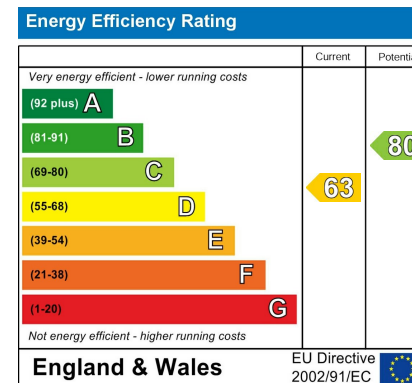 Energy Efficiency Rating
Current Potenti
Very energy efficient - lower running costs
(92 plus) A
(81-91) B
(69-80) C
(55-68) D
(39-54) E
(21-38) F
(1-20) G
63
80
Not energy efficient - higher running costs
England & Wales
EU Directive
2002/91/EC